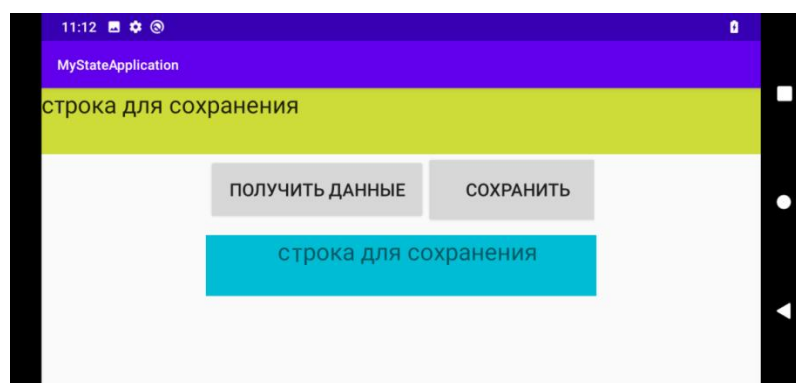 11:12
MyStateApplication
строка для сохранения
ПОЛУЧИТЬ ДАННЫЕ СОХРАНИТЬ
строка для сохранения